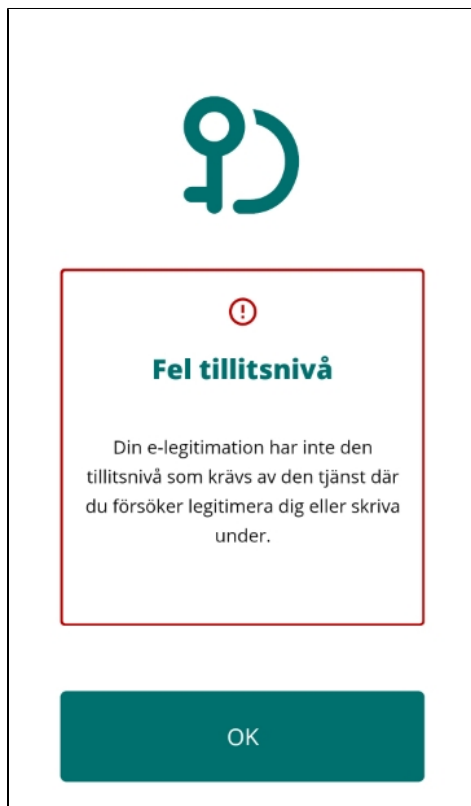 Fel tillitsnivå
Din e-legitimation har inte den
tillitsnivå som krävs av den tjänst där
du försöker legitimera dig eller skriva
under.
OK